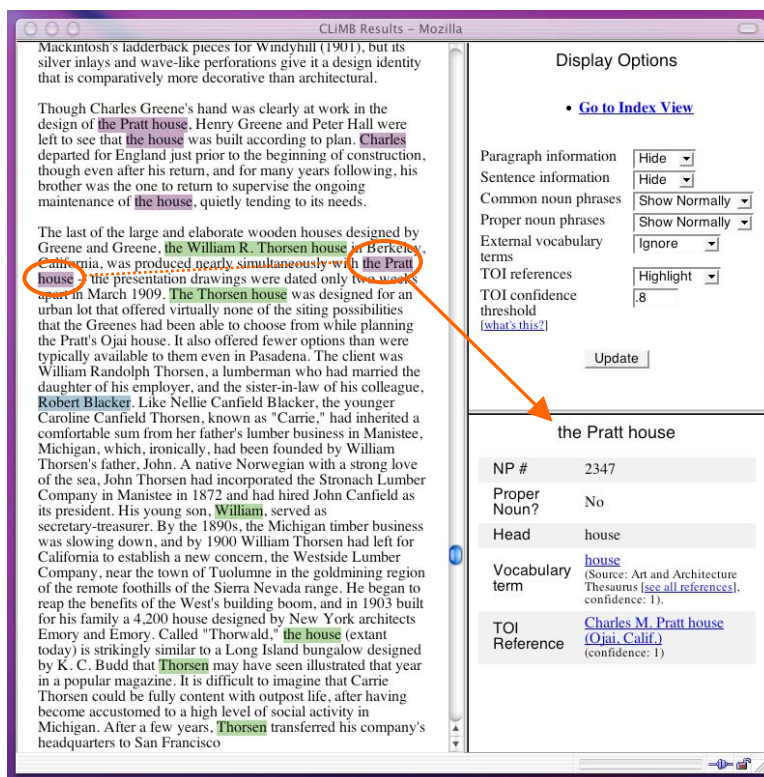 CLiMB Results – Mozilla
Mackintosh's ladderback pieces for Windyhill (1901), but its
silver inlays and wave-like perforations give it a design identity
that is comparatively more decorative than architectural.
Though Charles Greene's hand was clearly at work in the
design of the Pratt house, Henry Greene and Peter Hall were
left to see that the house was built according to plan. Charles
departed for England just prior to the beginning of construction,
though even after his return, and for many years following, his
brother was the one to return to supervise the ongoing
maintenance of the house, quietly tending to its needs.
The last of the large and elaborate wooden houses designed by
Greene and Greene, the William R. Thorsen house in Berkeley,
California, was produced nearly simultaneously with the Pratt
house -- the presentation drawings were dated only two weeks
apart in March 1909. The Thorsen house was designed for an
urban lot that offered virtually none of the siting possibilities
that the Greenes had been able to choose from while planning
the Pratt's Ojai house. It also offered fewer options than were
typically available to them even in Pasadena. The client was
William Randolph Thorsen, a lumberman who had married the
daughter of his employer, and the sister-in-law of his colleague,
Robert Blacker. Like Nellie Canfield Blacker, the younger
Caroline Canfield Thorsen, known as "Carrie," had inherited a
comfortable sum from her father's lumber business in Manistee,
Michigan, which, ironically, had been founded by William
Thorsen's father, John. A native Norwegian with a strong love
of the sea, John Thorsen had incorporated the Stronach Lumber
Company in Manistee in 1872 and had hired John Canfield as
its president. His young son, William, served as
secretary-treasurer. By the 1890s, the Michigan timber business
was slowing down, and by 1900 William Thorsen had left for
California to establish a new concern, the Westside Lumber
Company, near the town of Tuolumne in the goldmining region
of the remote foothills of the Sierra Nevada range. He began to
reap the benefits of the West's building boom, and in 1903 built
for his family a 4,200 house designed by New York architects
Emory and Emory. Called "Thorwald," the house (extant
today) is strikingly similar to a Long Island bungalow designed
by K. C. Budd that Thorsen may have seen illustrated that year
in a popular magazine. It is difficult to imagine that Carrie
Thorsen could be fully content with outpost life, after having
become accustomed to a high level of social activity in
Michigan. After a few years, Thorsen transferred his company's
headquarters to San Francisco
Display Options
• Go to Index View
Paragraph information Hide
Sentence information Hide
Common noun phrases Show Normally
Proper noun phrases Show Normally
External vocabulary
terms Ignore
TOI references Highlight
TOI confidence
threshold .8
[what's this?]
Update
the Pratt house
NP # 2347
Proper
Noun? No
Head house
Vocabulary
term
house
(Source: Art and Architecture
Thesaurus [see all references],
confidence: 1).
TOI
Reference
Charles M. Pratt house
(Ojai, Calif.)
(confidence: 1)